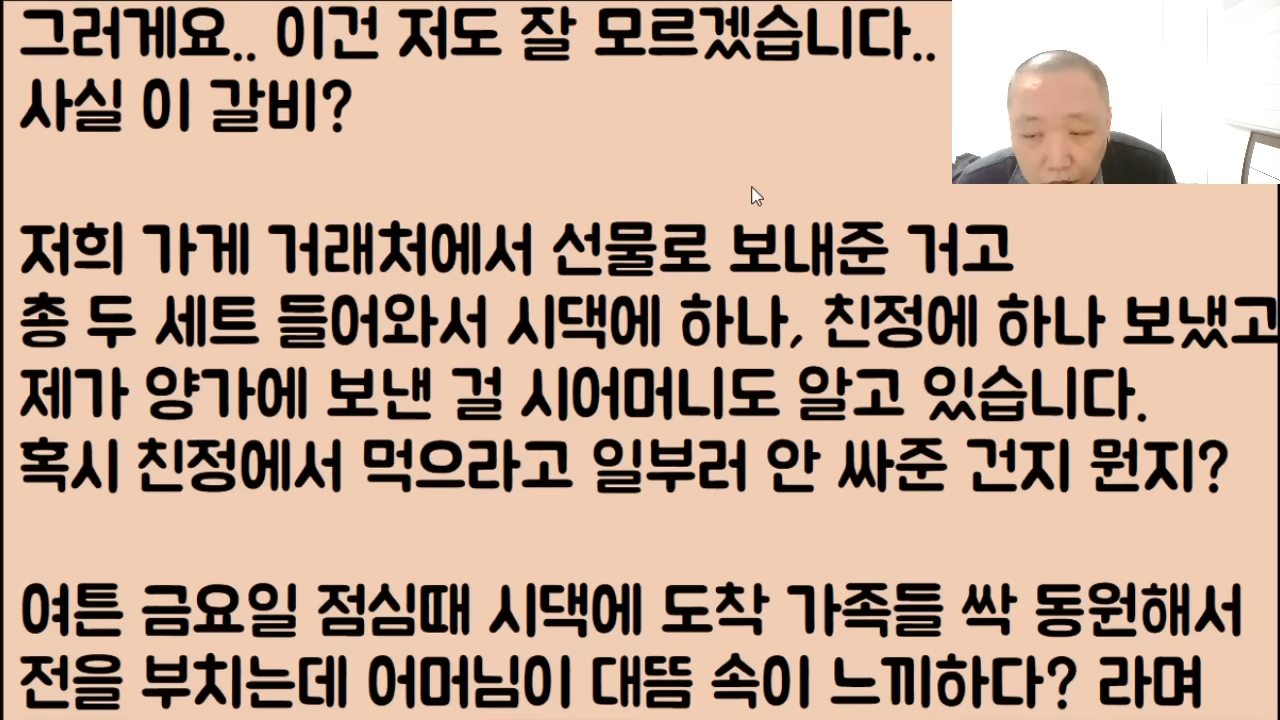 그러게요.. 이건 저도 잘 모르겠습니다..
사실 이 갈비?
저희 가게 거래처에서 선물로 보내준 거고
총 두 세트 들어와서 시댁에 하나, 친정에 하나 보냈고
제가 양가에 보낸 걸 시어머니도 알고 있습니다.
혹시 친정에서 먹으라고 일부러 안 싸준 건지 뭔지?
여튼 금요일 점심때 시댁에 도착 가족들 싹 동원해서
전을 부치는데 어머님이 대뜸 속이 느끼하다? 라며